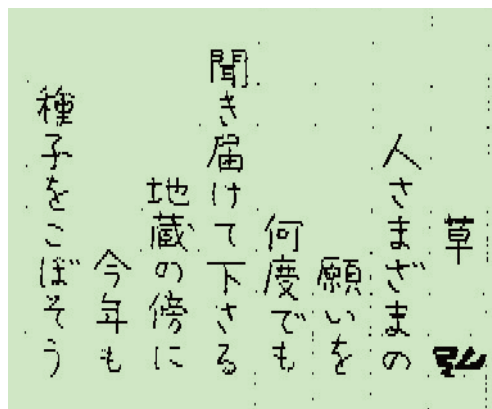 草
弘
人さまざまの
願いを
何度でも
聞き届けて下さる
地蔵の傍に
今年も
種子をこぼそう